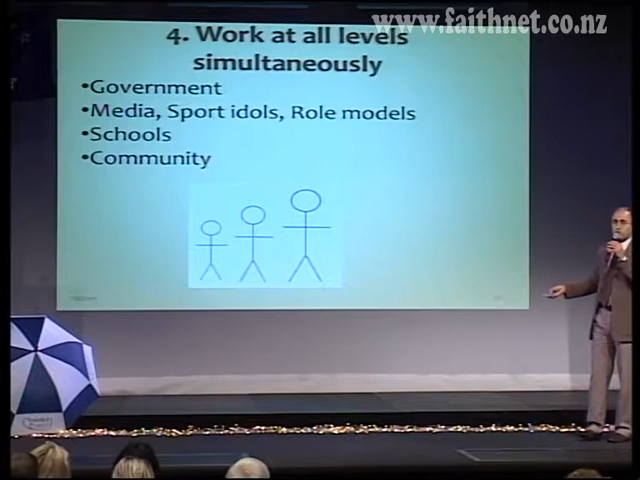 www.faithnet.co.nz
4. Work at all levels
simultaneously
•Government
•Media, Sport idols, Role models
•Schools
•Community